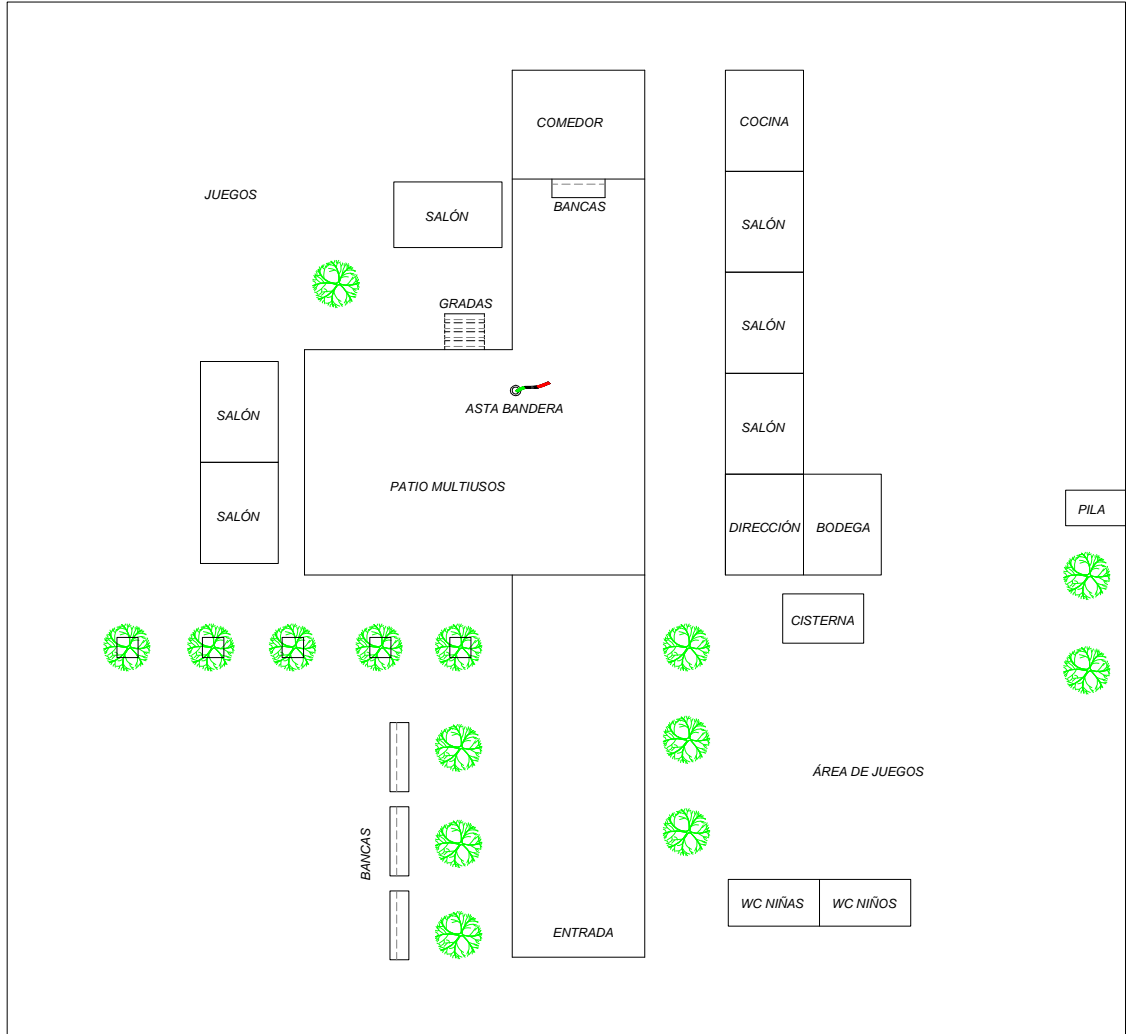 COMEDOR
COCINA
JUEGOS
BANCAS
SALÓN
SALÓN
GRADAS
SALÓN
ASTA BANDERA
SALÓN
SALÓN
PATIO MULTIUSOS
SALÓN
DIRECCIÓN
BODEGA
PILA
CISTERNA
ÁREA DE JUEGOS
BANCAS
WC NIÑAS
WC NIÑOS
ENTRADA